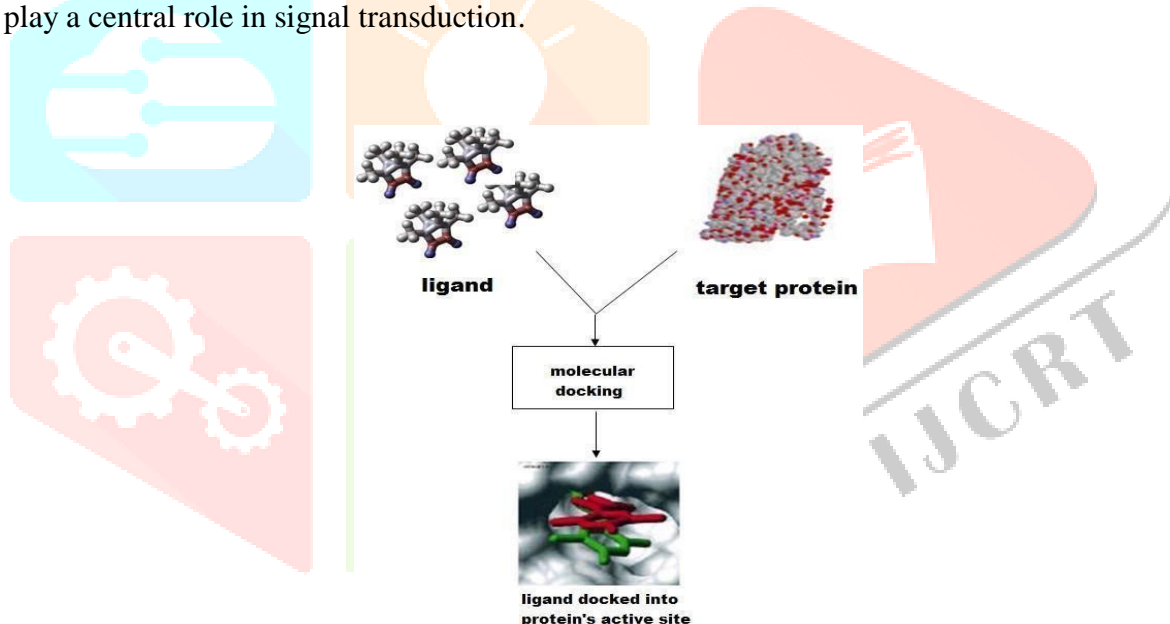 play a central role in signal transduction.
ligand
target protein
molecular
docking
IJCRT
ligand docked into
protein's active site